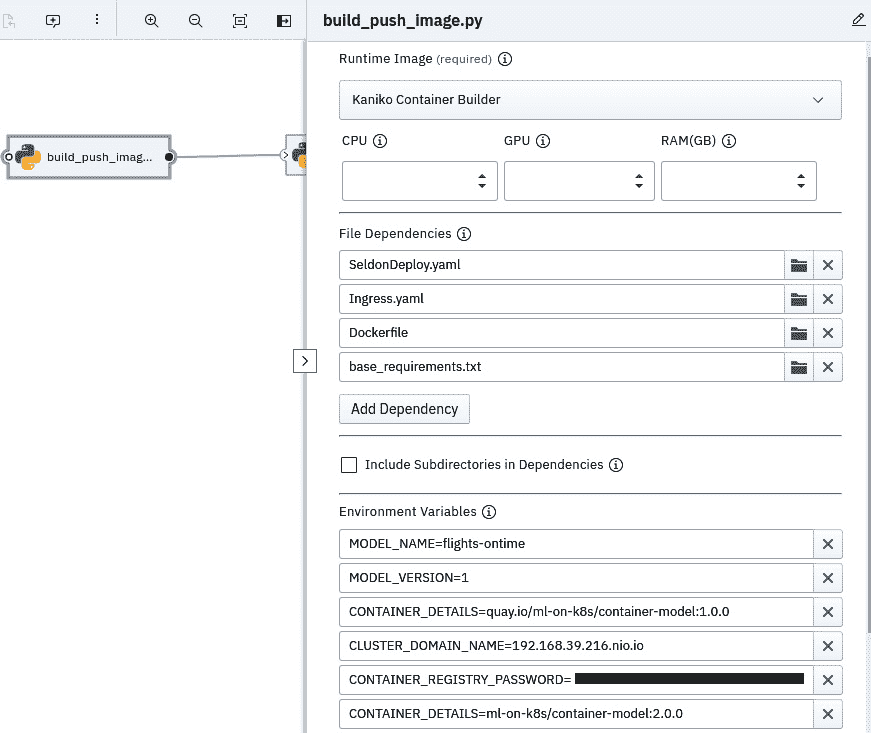 build_push_image.py
Runtime Image (required)
Kaniko Container Builder
build_push_imag...
CPU
GPU
RAM(GB)
File Dependencies
SeldonDeploy.yaml
Ingress.yaml
Dockerfile
base_requirements.txt
Add Dependency
Include Subdirectories in Dependencies
Environment Variables
MODEL_NAME=flights-ontime
MODEL_VERSION=1
CONTAINER_DETAILS=quay.io/ml-on-k8s/container-model:1.0.0
CLUSTER_DOMAIN_NAME=192.168.39.216.nio.io
CONTAINER_REGISTRY_PASSWORD=
CONTAINER_DETAILS=ml-on-k8s/container-model:2.0.0